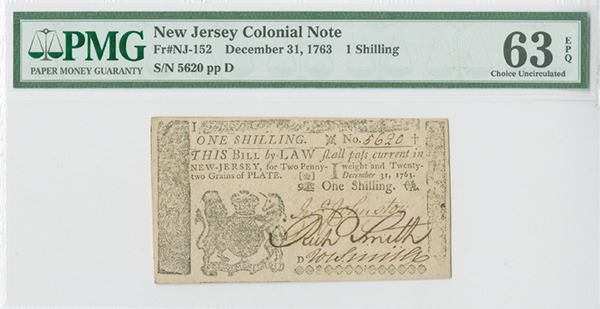 PMG
PAPER MONEY GUARANTY
New Jersey Colonial Note
Fr#NJ-152 December 31, 1763 1 Shilling
S/N 5620 pp D
63
EPQ
Choice Uncirculated
I
ONE SHILLING. No. 5620
THIS Bill by LAW ſhall paſs current in
NEW-JERSEY, for Two Penny- weight and Twenty-
two Grains of PLATE. December 31, 1763.
One Shilling.
Johnston
Rich Smith
D
W Smith